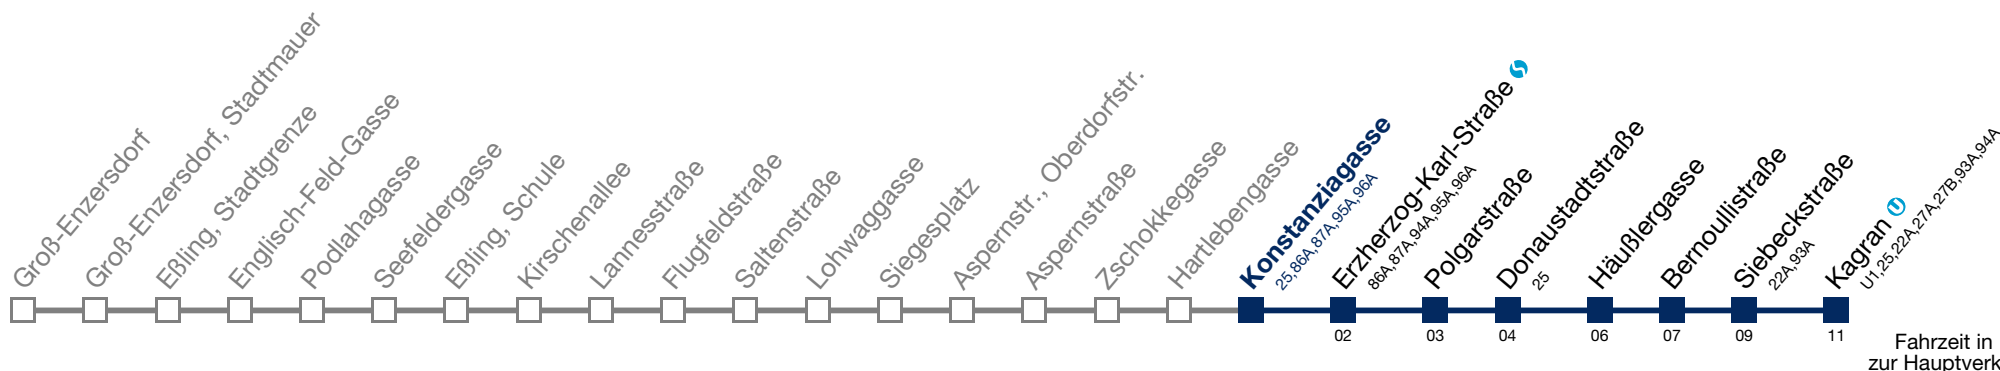 Groß-Enzersdorf
Groß-Enzersdorf, Stadtmauer
Eßling, Stadtgrenze
Englisch-Feld-Gasse
Podlahagasse
Seefeldergasse
Eßling, Schule
Kirschenallee
Lannesstraße
Flugfeldstraße
Saltenstraße
Lohwaggasse
Siegesplatz
Aspernstr., Oberdorfstr.
Aspernstraße
Zschokkegasse
Hartlebengasse
Konstanziagasse
25,86A,87A,95A,96A
Erzherzog-Karl-Straße S
86A,87A,94A,95A,96A
02
Polgarstraße
03
Donaustadtstraße
25
04
Häußlergasse
06
Bernoullistraße
07
Siebeckstraße
22A,93A
09
Kagran U
U1,25,22A,27A,27B,93A,94A
11
Fahrzeit in
zur Hauptverk